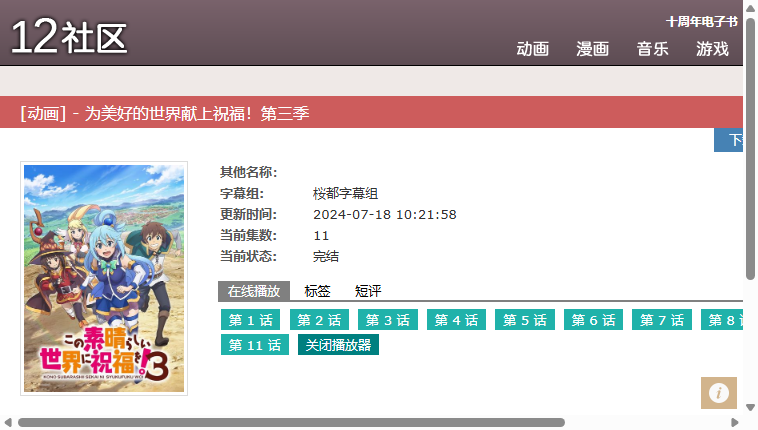 12社区
十周年电子书
动画 漫画 音乐 游戏
[动画] - 为美好的世界献上祝福！第三季
下
其他名称:
字幕组: 桜都字幕组
更新时间: 2024-07-18 10:21:58
当前集数: 11
当前状态: 完结
在线播放 标签 短评
第 1 话 第 2 话 第 3 话 第 4 话 第 5 话 第 6 话 第 7 话 第 8
第 11 话 关闭播放器
この素晴らしい
世界に祝福を!3
KONO SUBARASHII SEKAI NI SYUKUFUKU WO!